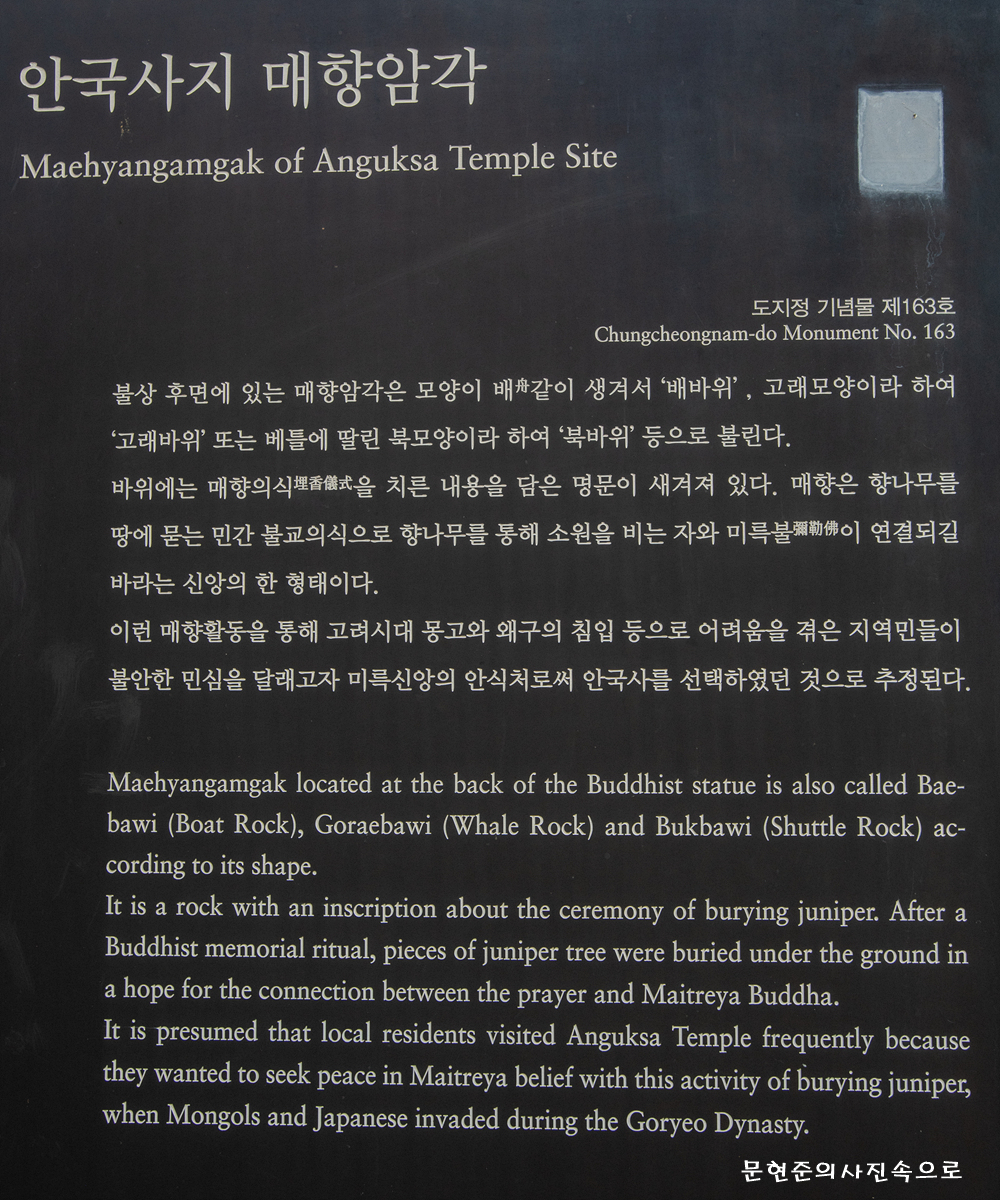 안국사지 매향암각
Maehyangamgak of Anguksa Temple Site
도지정 기념물 제163호
Chungcheongnam-do Monument No. 163
불상 후면에 있는 매향암각은 모양이 배舟같이 생겨서 ‘배바위’ , 고래모양이라 하여
‘고래바위’ 또는 베틀에 딸린 북모양이라 하여 ‘북바위’ 등으로 불린다.
바위에는 매향의식埋香儀式을 치른 내용을 담은 명문이 새겨져 있다. 매향은 향나무를
땅에 묻는 민간 불교의식으로 향나무를 통해 소원을 비는 자와 미륵불彌勒佛이 연결되길
바라는 신앙의 한 형태이다.
이런 매향활동을 통해 고려시대 몽고와 왜구의 침입 등으로 어려움을 겪은 지역민들이
불안한 민심을 달래고자 미륵신앙의 안식처로써 안국사를 선택하였던 것으로 추정된다.
Maehyangamgak located at the back of the Buddhist statue is also called Bae-
bawi (Boat Rock), Goraebawi (Whale Rock) and Bukbawi (Shuttle Rock) ac-
cording to its shape.
It is a rock with an inscription about the ceremony of burying juniper. After a
Buddhist memorial ritual, pieces of juniper tree were buried under the ground in
a hope for the connection between the prayer and Maitreya Buddha.
It is presumed that local residents visited Anguksa Temple frequently because
they wanted to seek peace in Maitreya belief with this activity of burying juniper,
when Mongols and Japanese invaded during the Goryeo Dynasty.
문현준의사진속으로